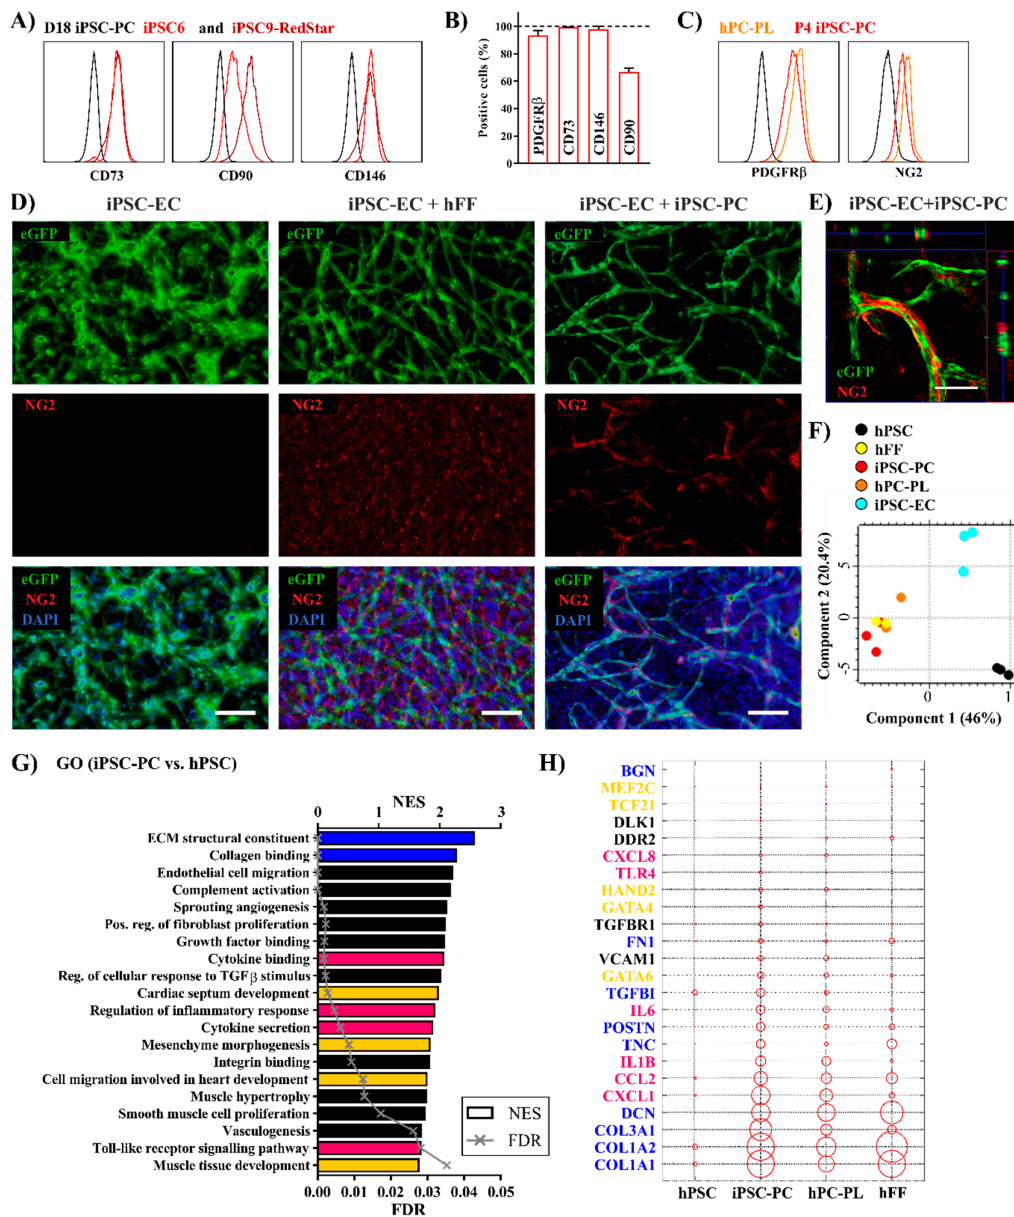 A)
D18 iPSC-PC iPSC6 and iPSC9-RedStar
CD73
CD90
CD146
B)
Positive cells (%)
100
80
60
40
20
0
PDGFRβ
CD73
CD146
CD90
C)
hPC-PL P4 iPSC-PC
PDGFRβ
NG2
D)
iPSC-EC
iPSC-EC + hFF
iPSC-EC + iPSC-PC
eGFP
eGFP
eGFP
NG2
NG2
NG2
eGFP
NG2
DAPI
eGFP
NG2
DAPI
eGFP
NG2
DAPI
E)
iPSC-EC+iPSC-PC
eGFP
NG2
F)
hPSC
hFF
iPSC-PC
hPC-PL
iPSC-EC
Component 2 (20.4%)
5
0
-5
0
1
Component 1 (46%)
G)
GO (iPSC-PC vs. hPSC)
NES
0 1 2 3
ECM structural constituent
Collagen binding
Endothelial cell migration
Complement activation
Sprouting angiogenesis
Pos. reg. of fibroblast proliferation
Growth factor binding
Cytokine binding
Reg. of cellular response to TGFβ stimulus
Cardiac septum development
Regulation of inflammatory response
Cytokine secretion
Mesenchyme morphogenesis
Integrin binding
Cell migration involved in heart development
Muscle hypertrophy
Smooth muscle cell proliferation
Vasculogenesis
Toll-like receptor signalling pathway
Muscle tissue development
NES
FDR
0.00 0.01 0.02 0.03 0.04 0.05
FDR
H)
BGN
MEF2C
TCF21
DLK1
DDR2
CXCL8
TLR4
HAND2
GATA4
TGFBR1
FN1
VCAM1
GATA6
TGFBI
IL6
POSTN
TNC
IL1B
CCL2
CXCL1
DCN
COL3A1
COL1A2
COL1A1
hPSC iPSC-PC hPC-PL hFF